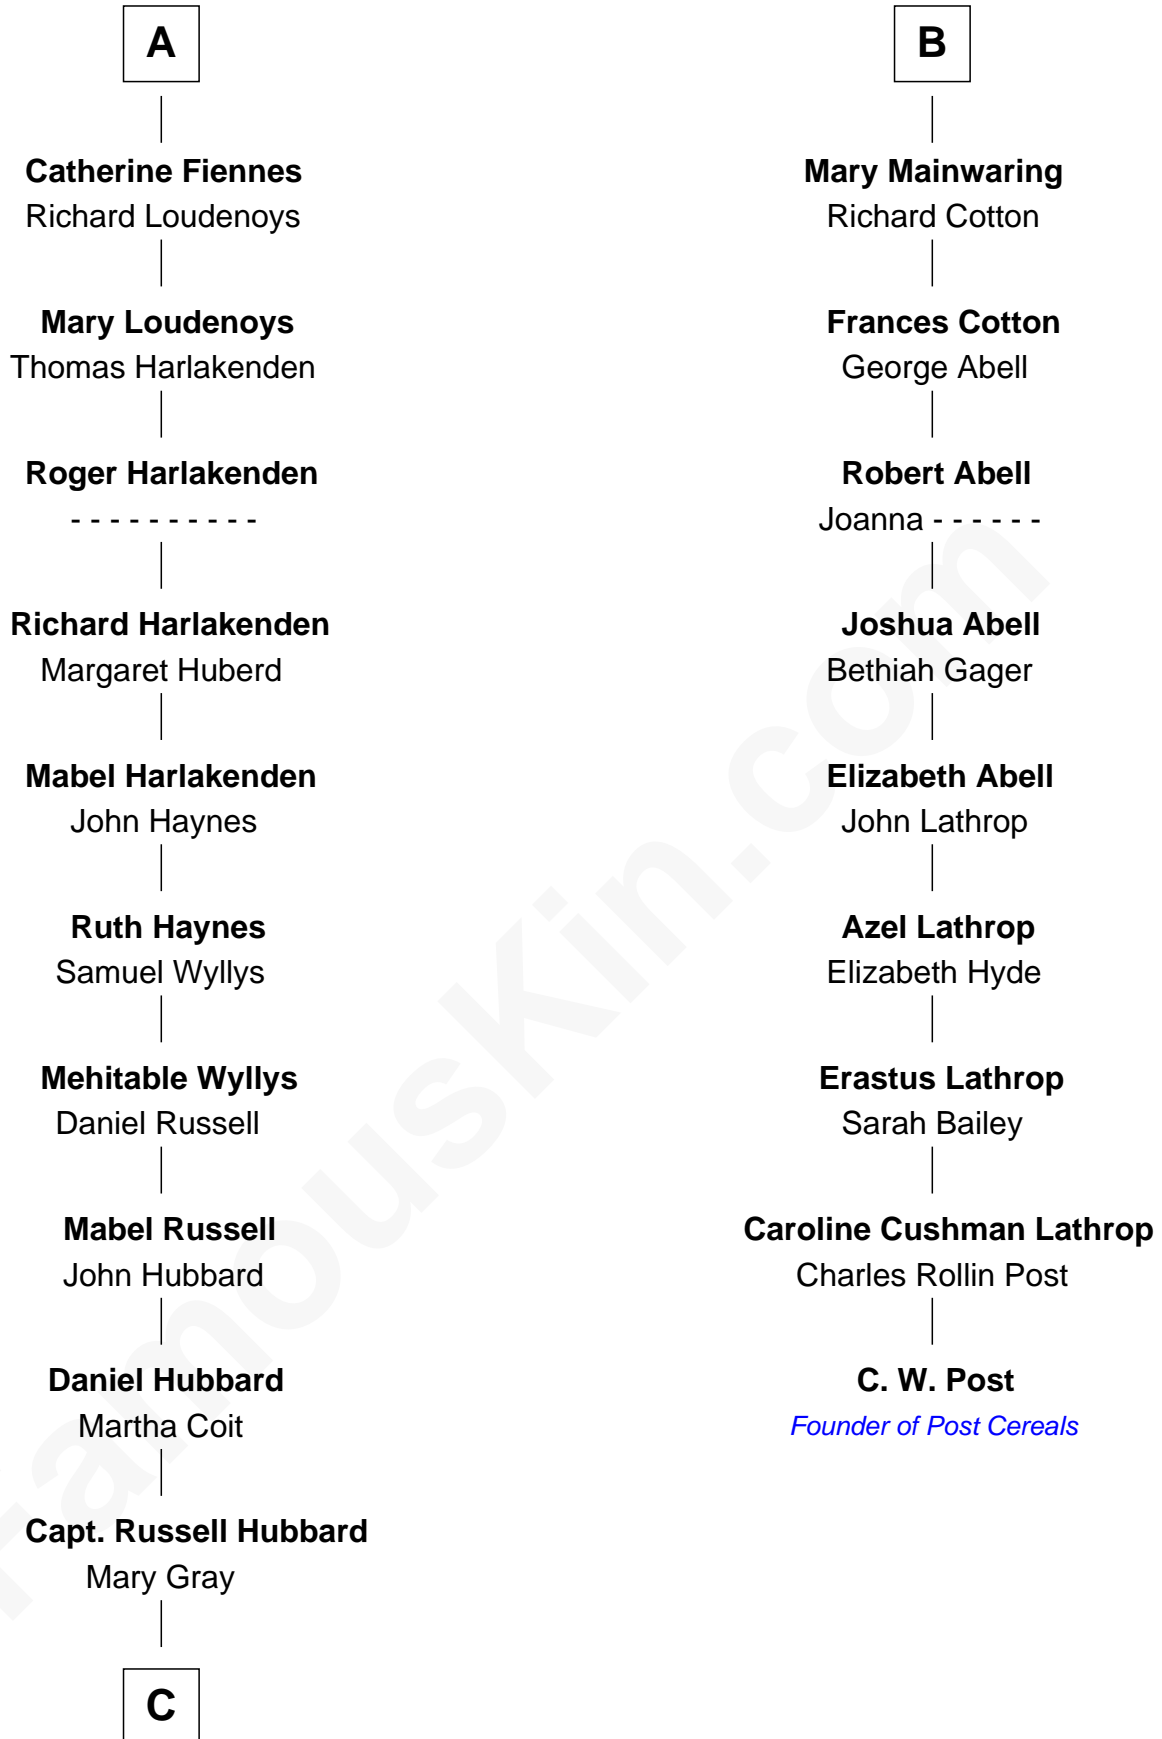 A
Catherine Fiennes
Richard Loudenoys
Mary Loudenoys
Thomas Harlakenden
Roger Harlakenden
- - - - - - - - - -
Richard Harlakenden
Margaret Huberd
Mabel Harlakenden
John Haynes
Ruth Haynes
Samuel Wyllys
Mehitable Wyllys
Daniel Russell
Mabel Russell
John Hubbard
Daniel Hubbard
Martha Coit
Capt. Russell Hubbard
Mary Gray
C
B
Mary Mainwaring
Richard Cotton
Frances Cotton
George Abell
Robert Abell
Joanna - - - - - -
Joshua Abell
Bethiah Gager
Elizabeth Abell
John Lathrop
Azel Lathrop
Elizabeth Hyde
Erastus Lathrop
Sarah Bailey
Caroline Cushman Lathrop
Charles Rollin Post
C. W. Post
Founder of Post Cereals
FamousKin.com